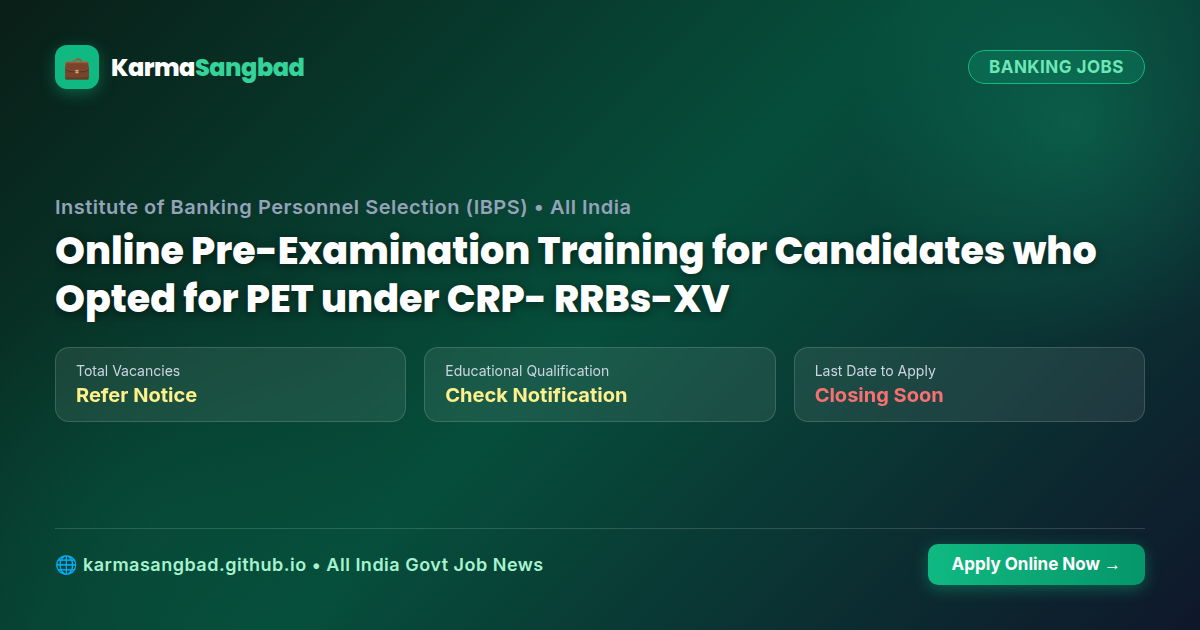 KarmaSangbad
BANKING JOBS
Institute of Banking Personnel Selection (IBPS) • All India
Online Pre-Examination Training for Candidates who
Opted for PET under CRP- RRBs-XV
Total Vacancies
Refer Notice
Educational Qualification
Check Notification
Last Date to Apply
Closing Soon
karmasangbad.github.io • All India Govt Job News
Apply Online Now →